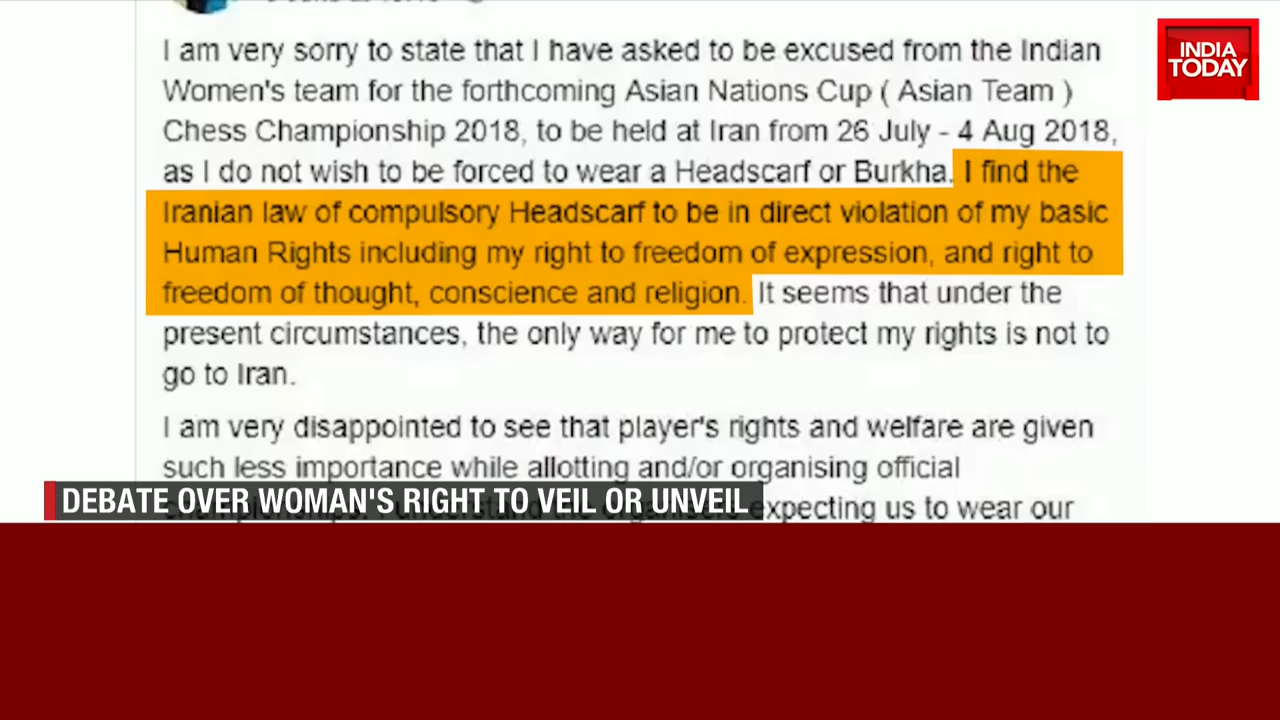 INDIA
TODAY
I am very sorry to state that I have asked to be excused from the Indian
Women's team for the forthcoming Asian Nations Cup ( Asian Team )
Chess Championship 2018, to be held at Iran from 26 July - 4 Aug 2018,
as I do not wish to be forced to wear a Headscarf or Burkha. I find the
Iranian law of compulsory Headscarf to be in direct violation of my basic
Human Rights including my right to freedom of expression, and right to
freedom of thought, conscience and religion. It seems that under the
present circumstances, the only way for me to protect my rights is not to
go to Iran.
I am very disappointed to see that player's rights and welfare are given
such less importance while allotting and/or organising official
expecting us to wear our
DEBATE OVER WOMAN'S RIGHT TO VEIL OR UNVEIL